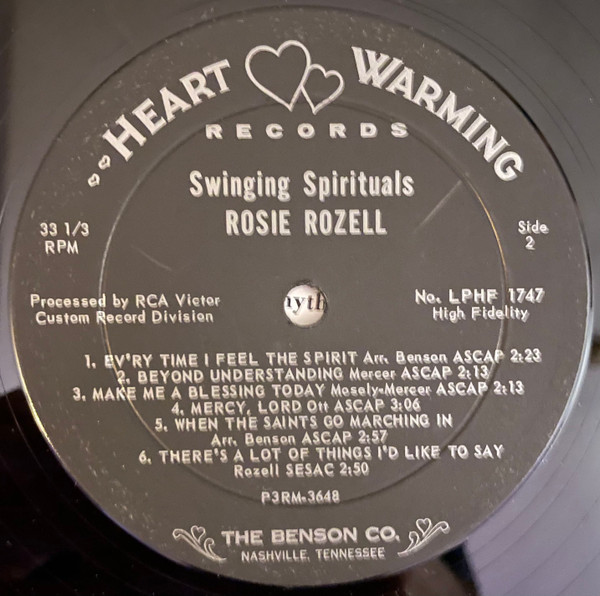 HEART WARMING
RECORDS
Swinging Spirituals
ROSIE ROZELL
33 1/3
RPM
Side
2
Processed by RCA Victor
Custom Record Division
No. LPHF 1747
High Fidelity
1. EV'RY TIME I FEEL THE SPIRIT Arr. Benson ASCAP 2:23
2. BEYOND UNDERSTANDING Mercer ASCAP 2:13
3. MAKE ME A BLESSING TODAY Mosely-Mercer ASCAP 2:13
4. MERCY, LORD Ott ASCAP 3:06
5. WHEN THE SAINTS GO MARCHING IN
Arr. Benson ASCAP 2:57
6. THERE'S A LOT OF THINGS I'D LIKE TO SAY
Rozell SESAC 2:50
P3RM-3648
THE BENSON CO.
NASHVILLE, TENNESSEE